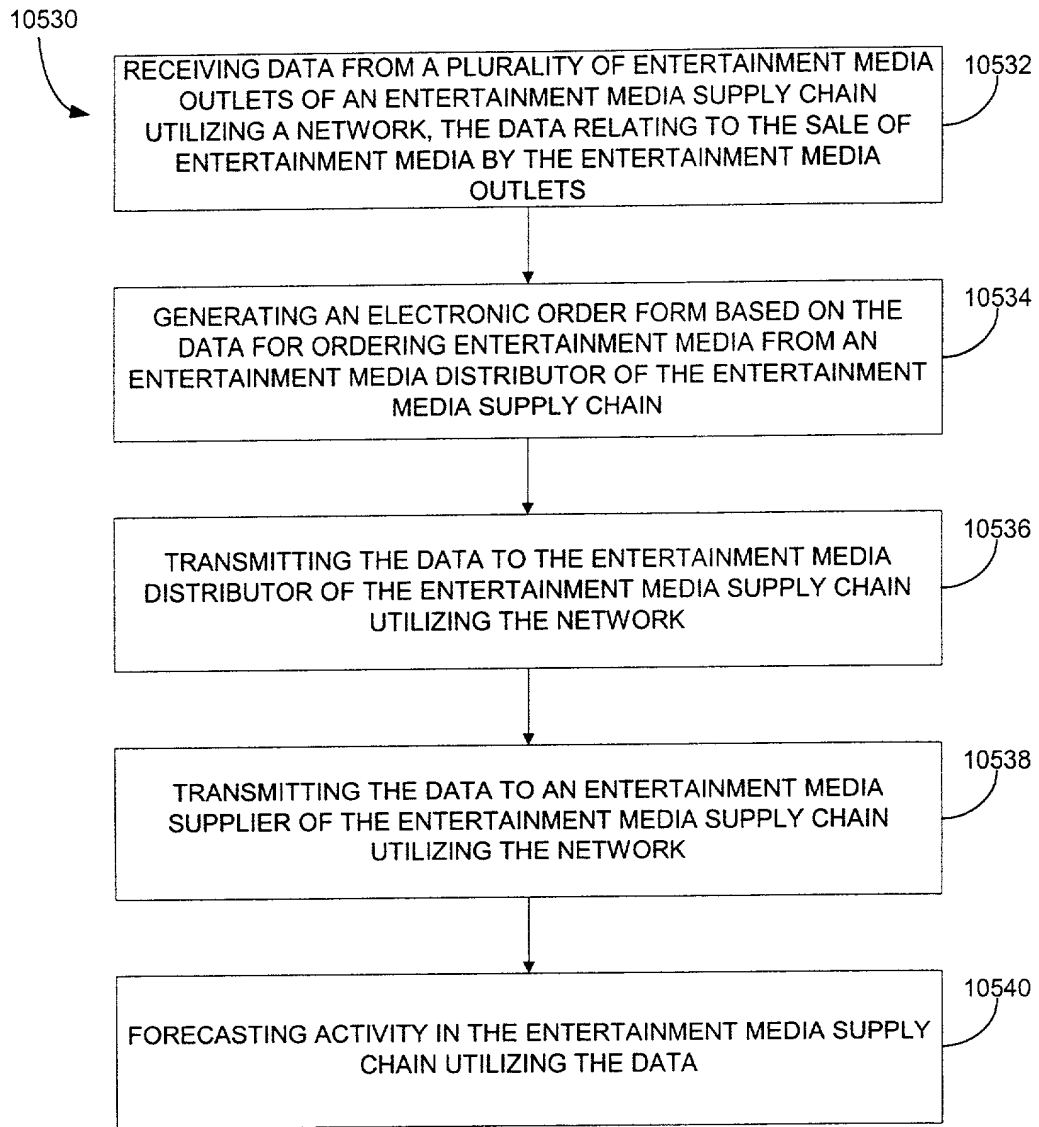 10530
RECEIVING DATA FROM A PLURALITY OF ENTERTAINMENT MEDIA
OUTLETS OF AN ENTERTAINMENT MEDIA SUPPLY CHAIN
UTILIZING A NETWORK, THE DATA RELATING TO THE SALE OF
ENTERTAINMENT MEDIA BY THE ENTERTAINMENT MEDIA
OUTLETS
10532
GENERATING AN ELECTRONIC ORDER FORM BASED ON THE
DATA FOR ORDERING ENTERTAINMENT MEDIA FROM AN
ENTERTAINMENT MEDIA DISTRIBUTOR OF THE ENTERTAINMENT
MEDIA SUPPLY CHAIN
10534
TRANSMITTING THE DATA TO THE ENTERTAINMENT MEDIA
DISTRIBUTOR OF THE ENTERTAINMENT MEDIA SUPPLY CHAIN
UTILIZING THE NETWORK
10536
TRANSMITTING THE DATA TO AN ENTERTAINMENT MEDIA
SUPPLIER OF THE ENTERTAINMENT MEDIA SUPPLY CHAIN
UTILIZING THE NETWORK
10538
FORECASTING ACTIVITY IN THE ENTERTAINMENT MEDIA SUPPLY
CHAIN UTILIZING THE DATA
10540